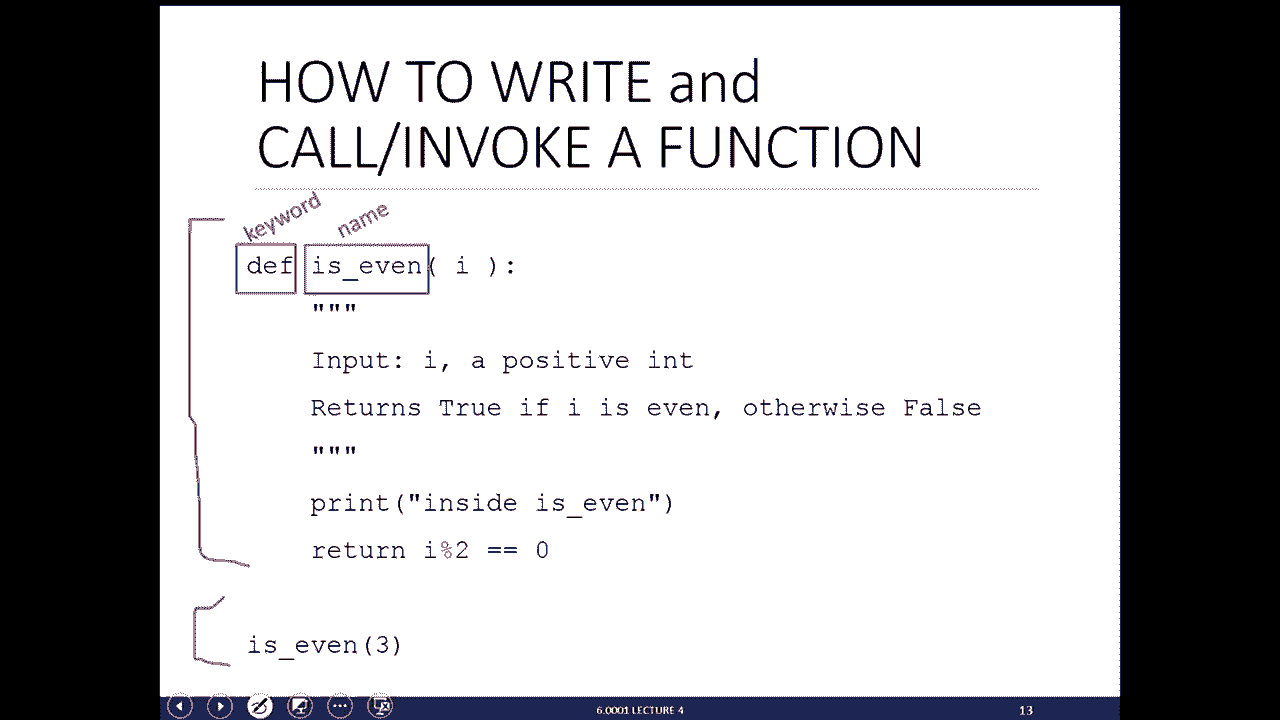 HOW TO WRITE and
CALL/INVOKE A FUNCTION
keyword name
def is_even( i ):
"""
Input: i, a positive int
Returns True if i is even, otherwise False
"""
print("inside is_even")
return i%2 == 0
is_even(3)
6.0001 LECTURE 4
13